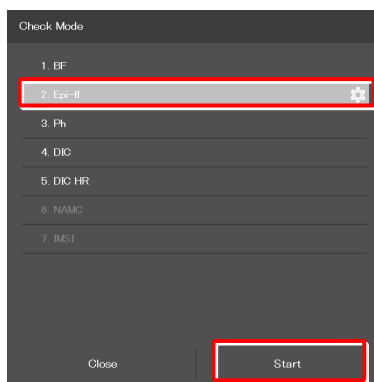 Check Mode
1. BF
2. Epi-fl
3. Ph
4. DIC
5. DIC HR
6. NAMC
7. IMSI
Close
Start